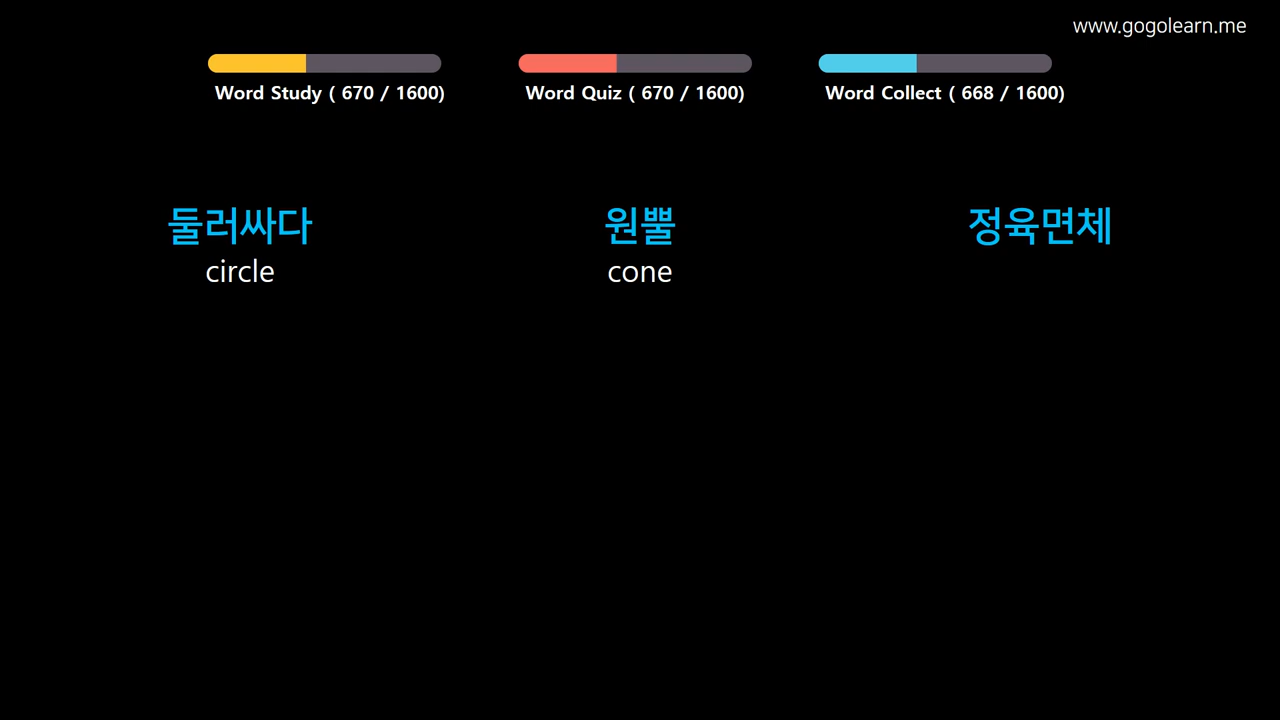 www.gogolearn.me
Word Study ( 670 / 1600)
Word Quiz ( 670 / 1600)
Word Collect ( 668 / 1600)
둘러싸다
circle
원뿔
cone
정육면체